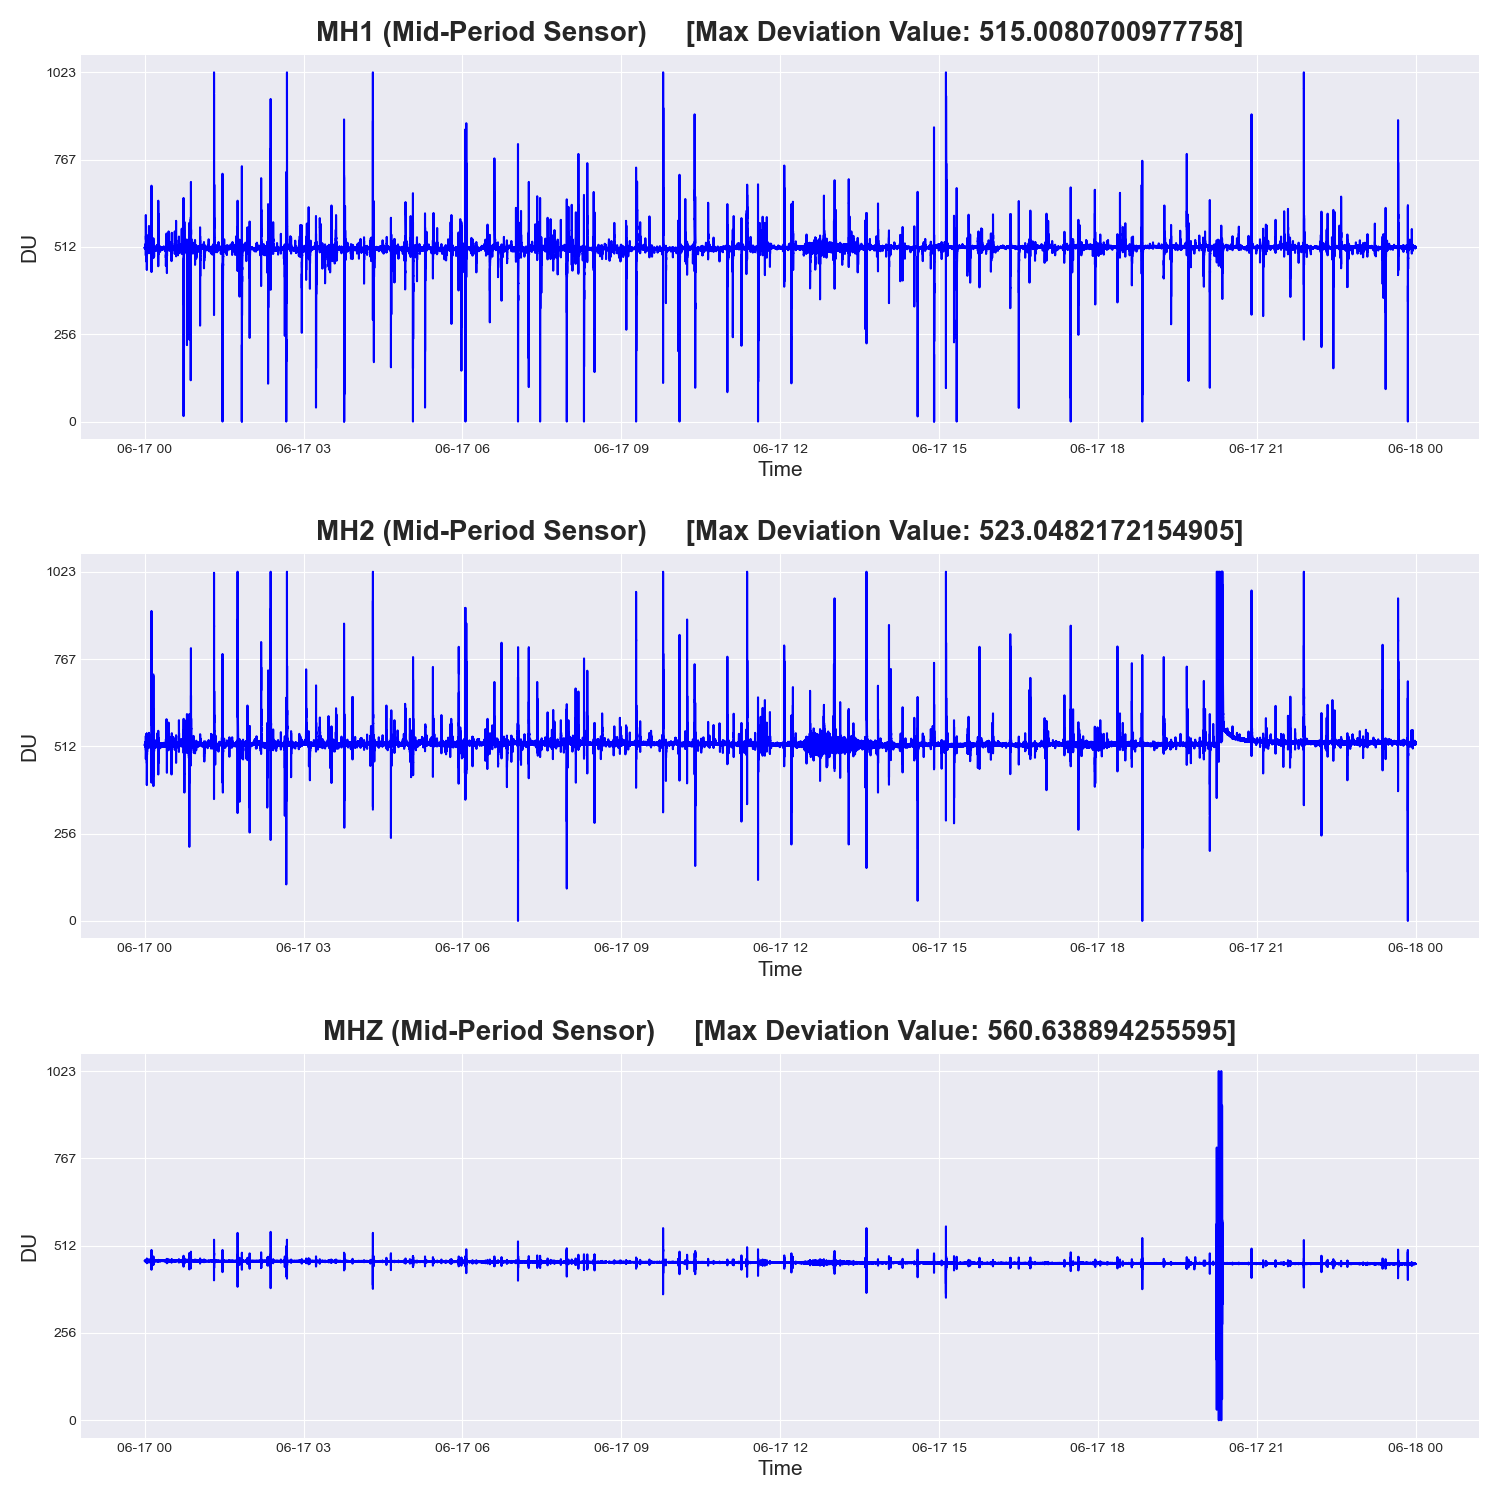 MH1 (Mid-Period Sensor) [Max Deviation Value: 515.0080700977758]
1023
767
512
256
0
DU
06-17 00 06-17 03 06-17 06 06-17 09 06-17 12 06-17 15 06-17 18 06-17 21 06-18 00
Time
MH2 (Mid-Period Sensor) [Max Deviation Value: 523.0482172154905]
1023
767
512
256
0
DU
06-17 00 06-17 03 06-17 06 06-17 09 06-17 12 06-17 15 06-17 18 06-17 21 06-18 00
Time
MHZ (Mid-Period Sensor) [Max Deviation Value: 560.638894255595]
1023
767
512
256
0
DU
06-17 00 06-17 03 06-17 06 06-17 09 06-17 12 06-17 15 06-17 18 06-17 21 06-18 00
Time